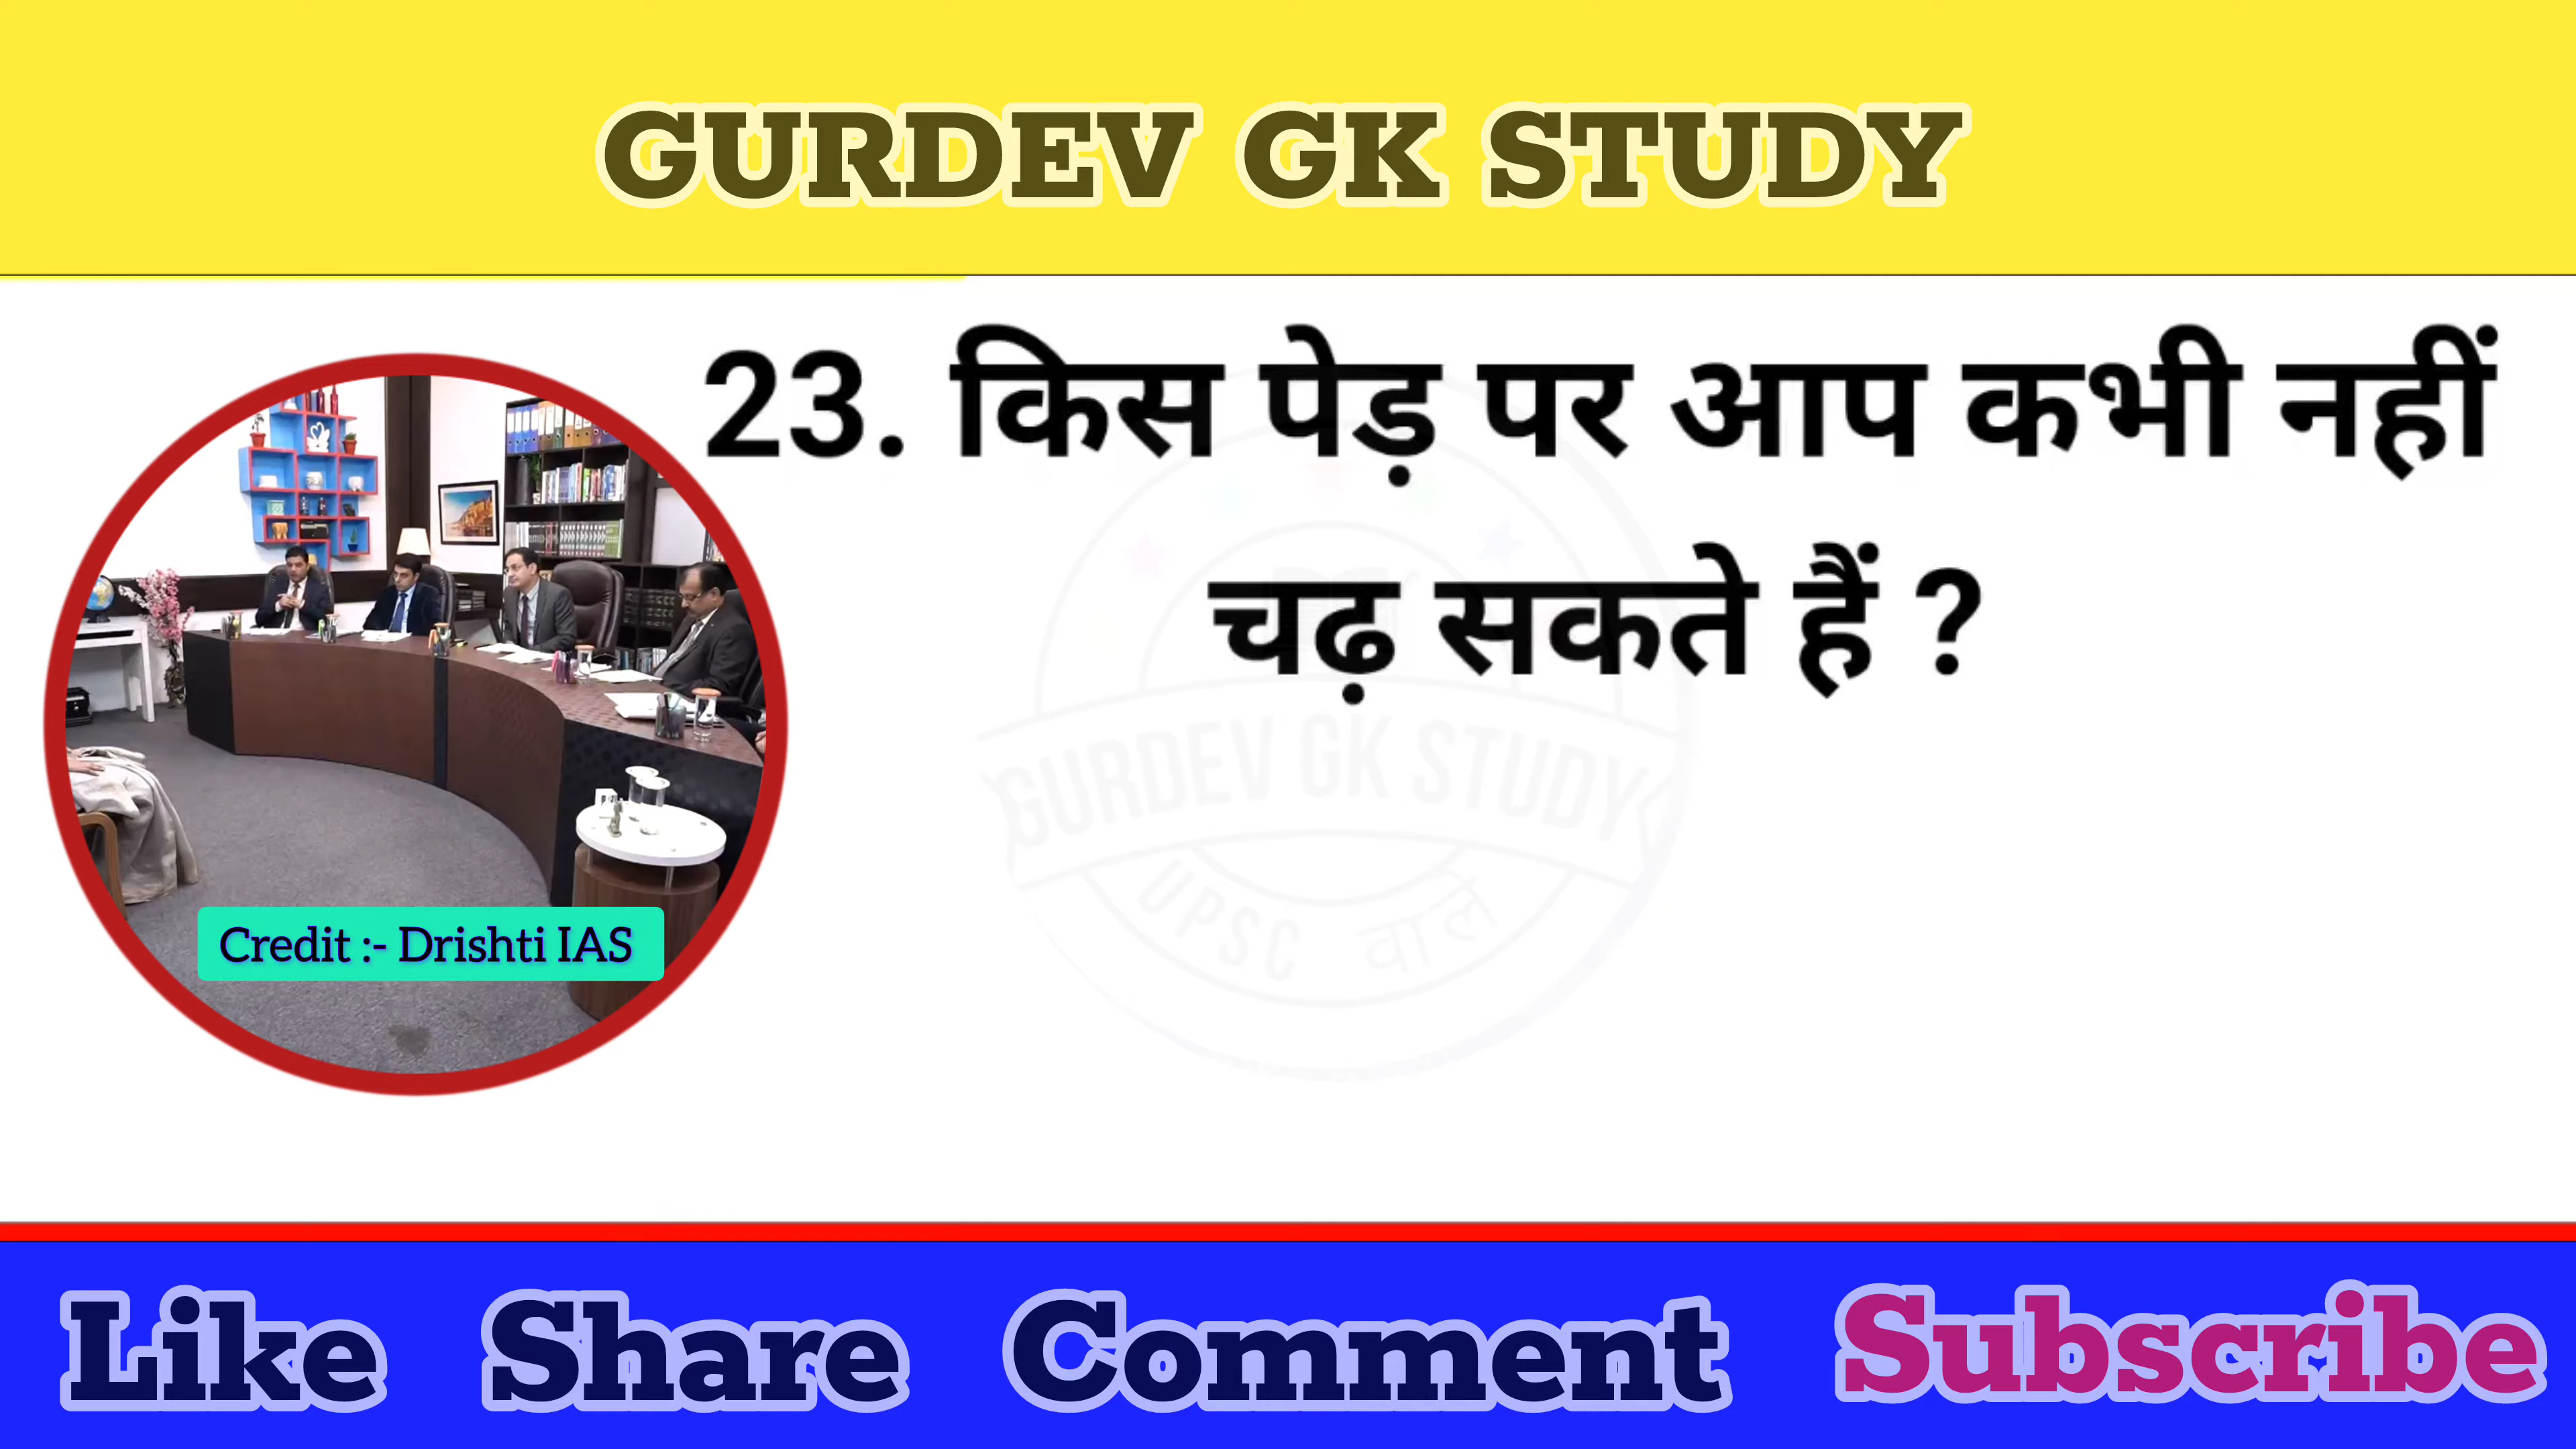 GURDEV GK STUDY
23. किस पेड़ पर आप कभी नहीं
चढ़ सकते हैं ?
GURDEV GK STUDY
UPSC वाले
Credit :- Drishti IAS
Like Share Comment Subscribe